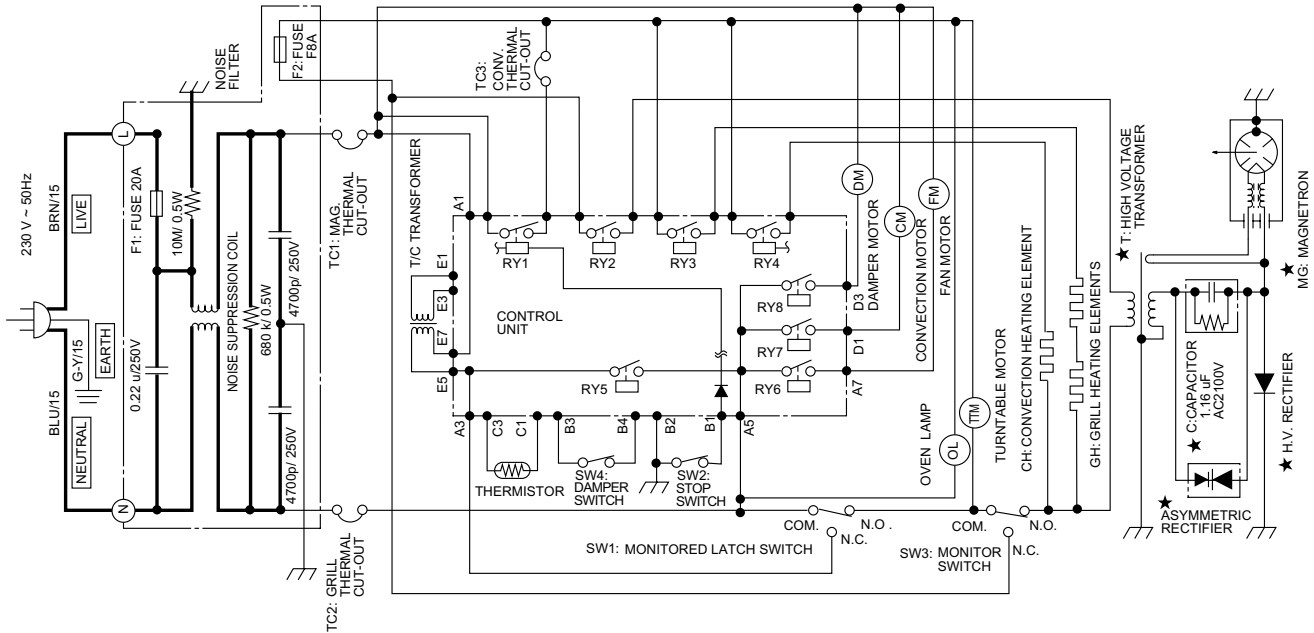 230 V ~ 50Hz
BLU/15
G-Y/15
BRN/15
NEUTRAL
EARTH
LIVE
N
L
F1: FUSE 20A
0.22 u/250V
10M/ 0.5W
NOISE
FILTER
NOISE SUPPRESSION COIL
680 k/ 0.5W
4700p/ 250V
4700p/ 250V
F2: FUSE
F8A
TC1: MAG.
THERMAL
CUT-OUT
TC2: GRILL
THERMAL
CUT-OUT
TC3: CONV.
THERMAL
CUT-OUT
T/C TRANSFORMER
A1
E1
E3
E7
E5
A3
C3
C1
B3
B4
B2
B1
A5
CONTROL
UNIT
RY1
RY2
RY3
RY4
RY5
RY6
RY7
RY8
D3
D1
A7
THERMISTOR
SW4:
DAMPER
SWITCH
SW2:
STOP
SWITCH
DM
DAMPER MOTOR
CM
CONVECTION MOTOR
FM
FAN MOTOR
OVEN LAMP
OL
TTM
TURNTABLE MOTOR
CH: CONVECTION HEATING ELEMENT
GH: GRILL HEATING ELEMENTS
COM.
N.O .
N.C.
SW1: MONITORED LATCH SWITCH
COM.
N.O.
N.C.
SW3: MONITOR
SWITCH
★ T: HIGH VOLTAGE
TRANSFORMER
★ C:CAPACITOR
1.16 uF
AC2100V
★ ASYMMETRIC
RECTIFIER
★ H.V. RECTIFIER
★ MG: MAGNETRON